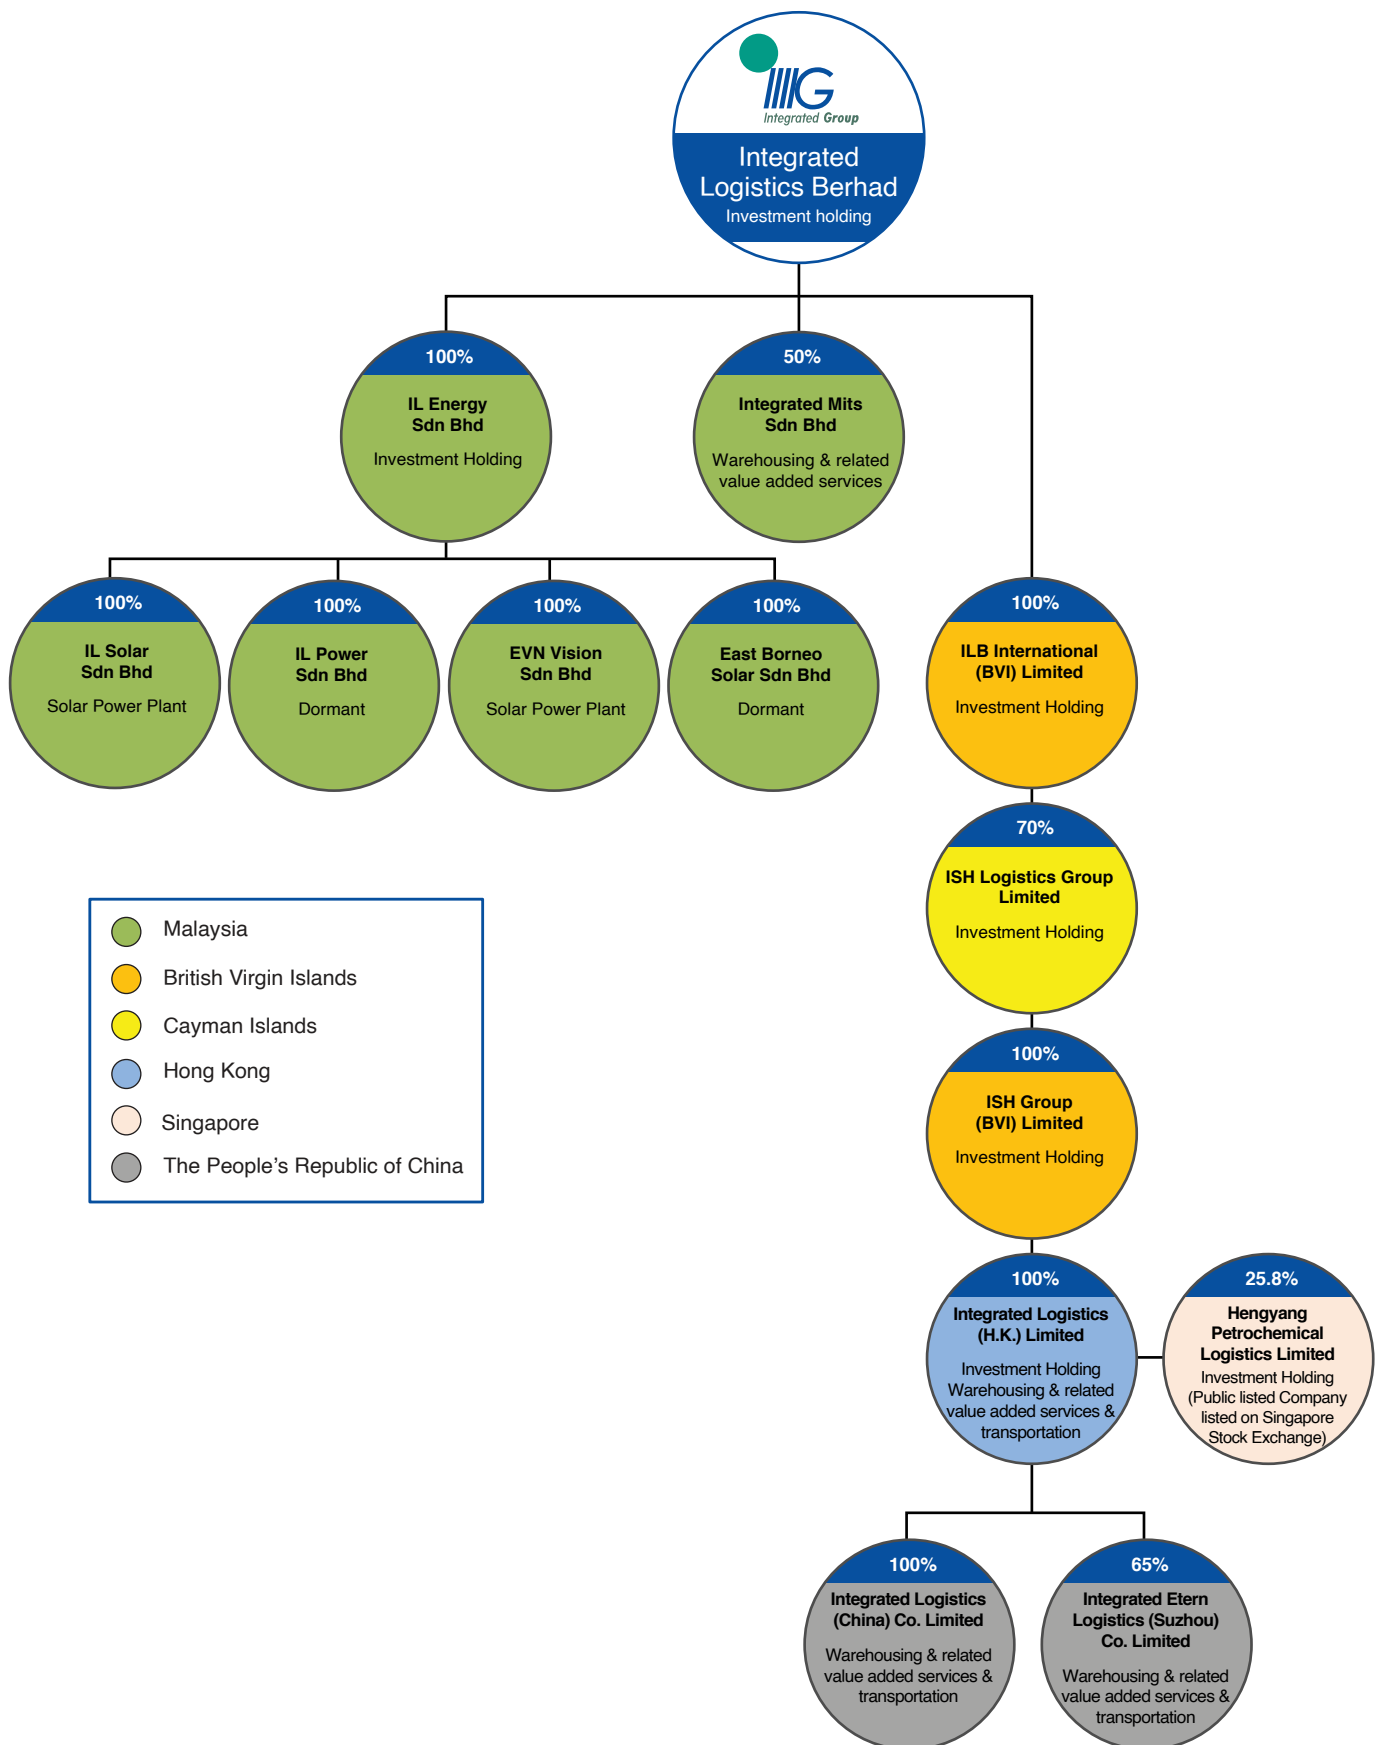 IIIIG
Integrated Group
Integrated
Logistics Berhad
Investment holding
100%
IL Energy
Sdn Bhd
Investment Holding
50%
Integrated Mits
Sdn Bhd
Warehousing & related
value added services
100%
IL Solar
Sdn Bhd
Solar Power Plant
100%
IL Power
Sdn Bhd
Dormant
100%
EVN Vision
Sdn Bhd
Solar Power Plant
100%
East Borneo
Solar Sdn Bhd
Dormant
100%
ILB International
(BVI) Limited
Investment Holding
70%
ISH Logistics Group
Limited
Investment Holding
Malaysia
British Virgin Islands
Cayman Islands
Hong Kong
Singapore
The People’s Republic of China
100%
ISH Group
(BVI) Limited
Investment Holding
100%
Integrated Logistics
(H.K.) Limited
Investment Holding
Warehousing & related
value added services &
transportation
25.8%
Hengyang
Petrochemical
Logistics Limited
Investment Holding
(Public listed Company
listed on Singapore
Stock Exchange)
100%
Integrated Logistics
(China) Co. Limited
Warehousing & related
value added services &
transportation
65%
Integrated Etern
Logistics (Suzhou)
Co. Limited
Warehousing & related
value added services &
transportation